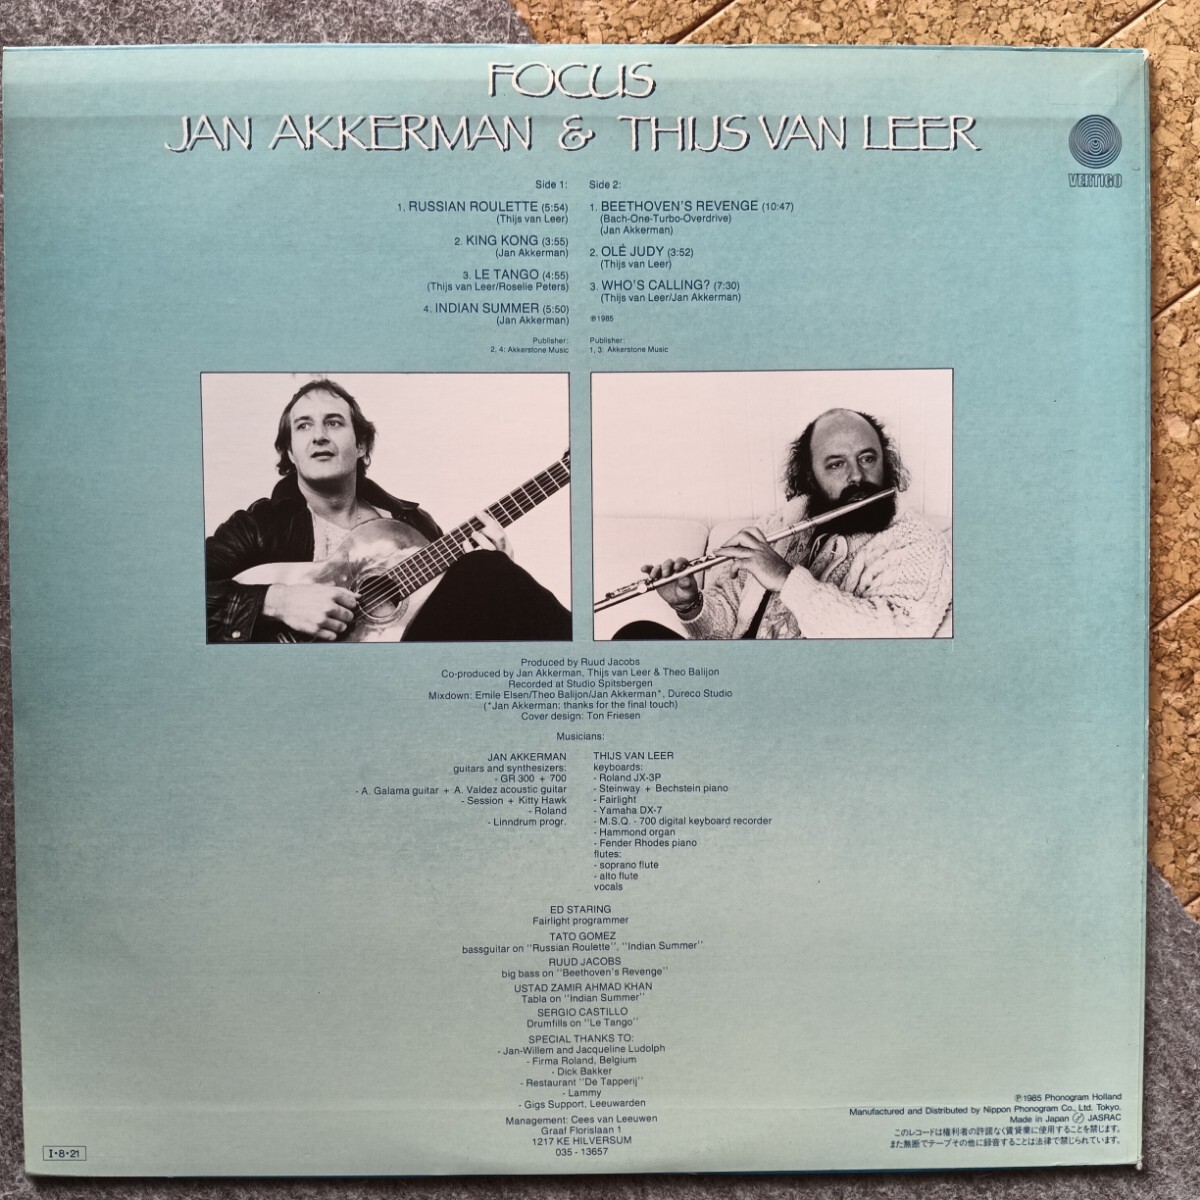 FOCUS
JAN AKKERMAN & THIJS VAN LEER
VERTIGO
Side 1:
1. RUSSIAN ROULETTE (5:54)
(Thijs van Leer)
2. KING KONG (3:55)
(Jan Akkerman)
3. LE TANGO (4:55)
(Thijs van Leer/Roselie Peters)
4. INDIAN SUMMER (5:50)
(Jan Akkerman)
Publisher:
2, 4: Akkerstone Music
Side 2:
1. BEETHOVEN'S REVENGE (10:47)
(Bach-One-Turbo-Overdrive)
(Jan Akkerman)
2. OLÉ JUDY (3:52)
(Thijs van Leer)
3. WHO'S CALLING? (7:30)
(Thijs van Leer/Jan Akkerman)
℗1985
Publisher:
1, 3: Akkerstone Music
Produced by Ruud Jacobs
Co-produced by Jan Akkerman, Thijs van Leer & Theo Balijon
Recorded at Studio Spitsbergen
Mixdown: Emile Elsen/Theo Balijon/Jan Akkerman*, Dureco Studio
(*Jan Akkerman: thanks for the final touch)
Cover design: Ton Friesen
Musicians:
JAN AKKERMAN
guitars and synthesizers:
- GR 300 + 700
- A. Galama guitar + A. Valdez acoustic guitar
- Session + Kitty Hawk
- Roland
- Linndrum progr.
THIJS VAN LEER
keyboards:
- Roland JX-3P
- Steinway + Bechstein piano
- Fairlight
- Yamaha DX-7
- M.S.Q. - 700 digital keyboard recorder
- Hammond organ
- Fender Rhodes piano
flutes:
- soprano flute
- alto flute
vocals
ED STARING
Fairlight programmer
TATO GOMEZ
bassguitar on "Russian Roulette", "Indian Summer"
RUUD JACOBS
big bass on "Beethoven's Revenge"
USTAD ZAMIR AHMAD KHAN
Tabla on "Indian Summer"
SERGIO CASTILLO
Drumfills on "Le Tango"
SPECIAL THANKS TO:
- Jan-Willem and Jacqueline Ludolph
- Firma Roland, Belgium
- Dick Bakker
- Restaurant "De Tapperij"
- Lammy
- Gigs Support, Leeuwarden
Management: Cees van Leeuwen
Graaf Florislaan 1
1217 KE HILVERSUM
035 - 13657
℗1985 Phonogram Holland
Manufactured and Distributed by Nippon Phonogram Co., Ltd. Tokyo.
Made in Japan JASRAC
このレコードは権利者の許諾なく賃貸業に使用することを禁じます。
また無断でテープその他に録音することは法律で禁じられています。
I・8・21